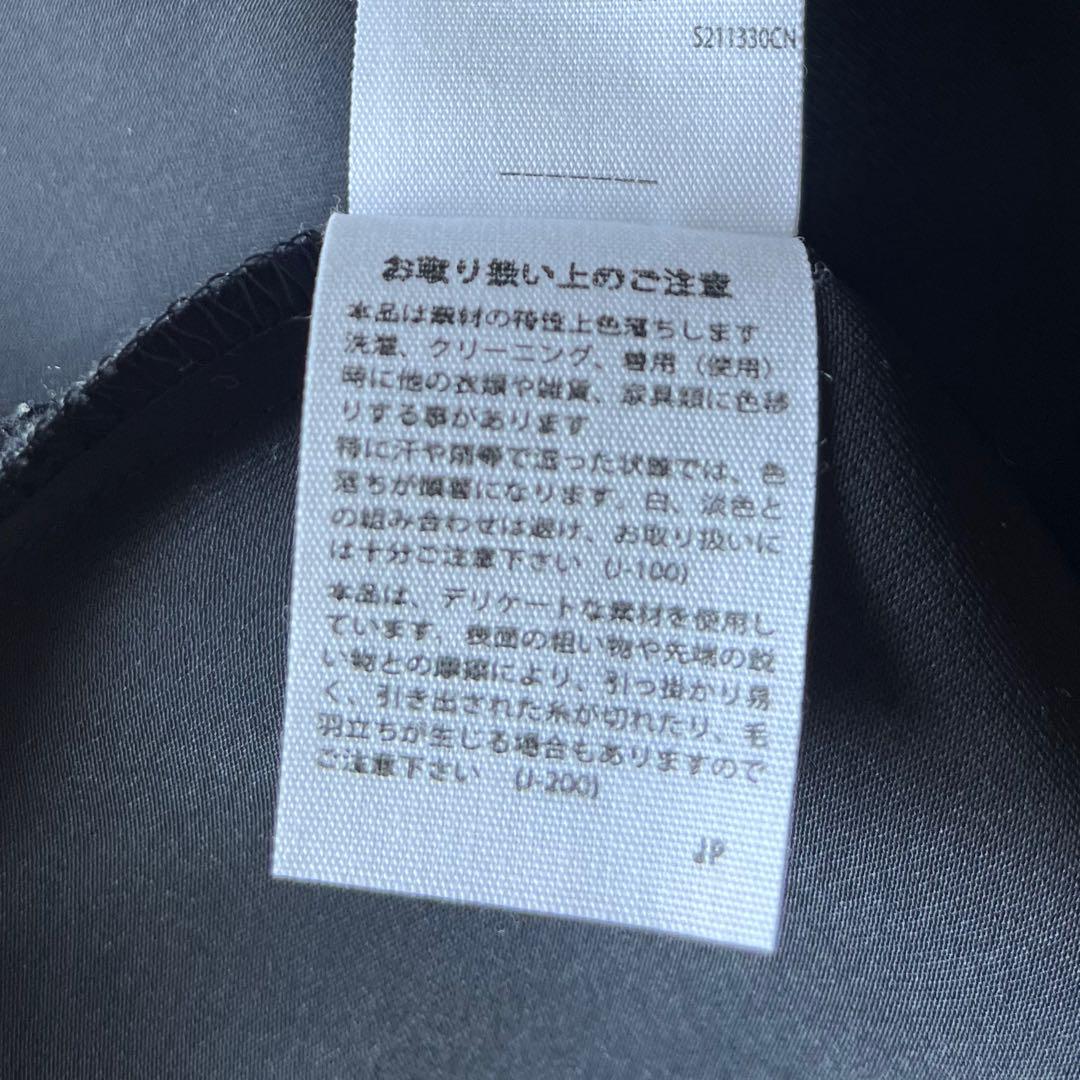 S211330CN
お取り扱い上のご注意
本品は素材の特性上色落ちします
洗濯、クリーニング、着用（使用）
時に他の衣類や雑貨、家具類に色移
りする事があります
特に汗や雨等で湿った状態では、色
落ちが顕著になります。白、淡色と
の組み合わせは避け、お取り扱いに
は十分ご注意下さい (J-100)
本品は、デリケートな素材を使用し
ています。表面の粗い物や先端の鋭
い物との摩擦により、引っ掛かり易
く、引き出された糸が切れたり、毛
羽立ちが生じる場合もありますので
ご注意下さい (J-200)
JP